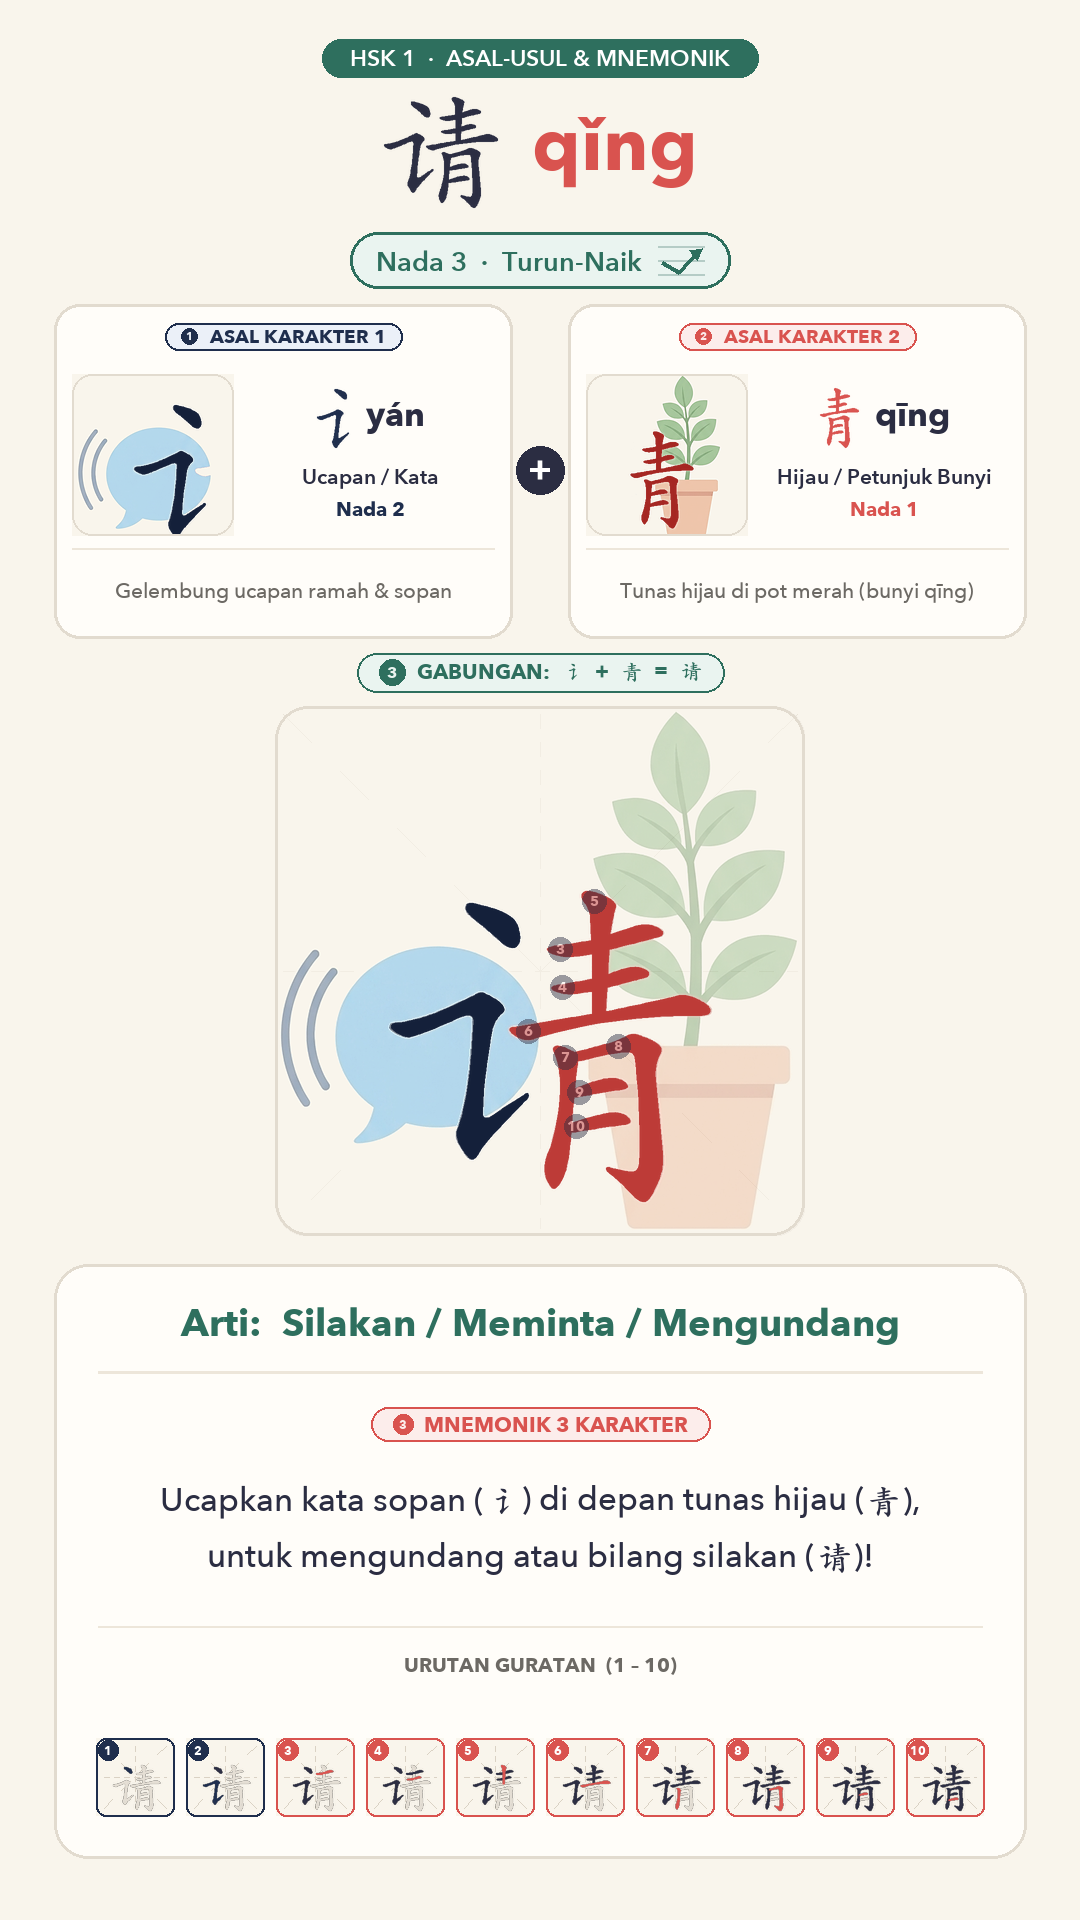 HSK 1 · ASAL-USUL & MNEMONIK
请 qǐng
Nada 3 · Turun-Naik
1 ASAL KARAKTER 1
讠 yán
Ucapan / Kata
Nada 2
Gelembung ucapan ramah & sopan
+
2 ASAL KARAKTER 2
青 qīng
Hijau / Petunjuk Bunyi
Nada 1
Tunas hijau di pot merah (bunyi qīng)
3 GABUNGAN: 讠 + 青 = 请
讠青
5
3
4
6
7 8
9
10
Arti: Silakan / Meminta / Mengundang
3 MNEMONIK 3 KARAKTER
Ucapkan kata sopan (讠) di depan tunas hijau (青),
untuk mengundang atau bilang silakan (请)!
URUTAN GURATAN (1 – 10)
1 2 3 4 5 6 7 8 9 10
请 请 请 请 请 请 请 请 请 请